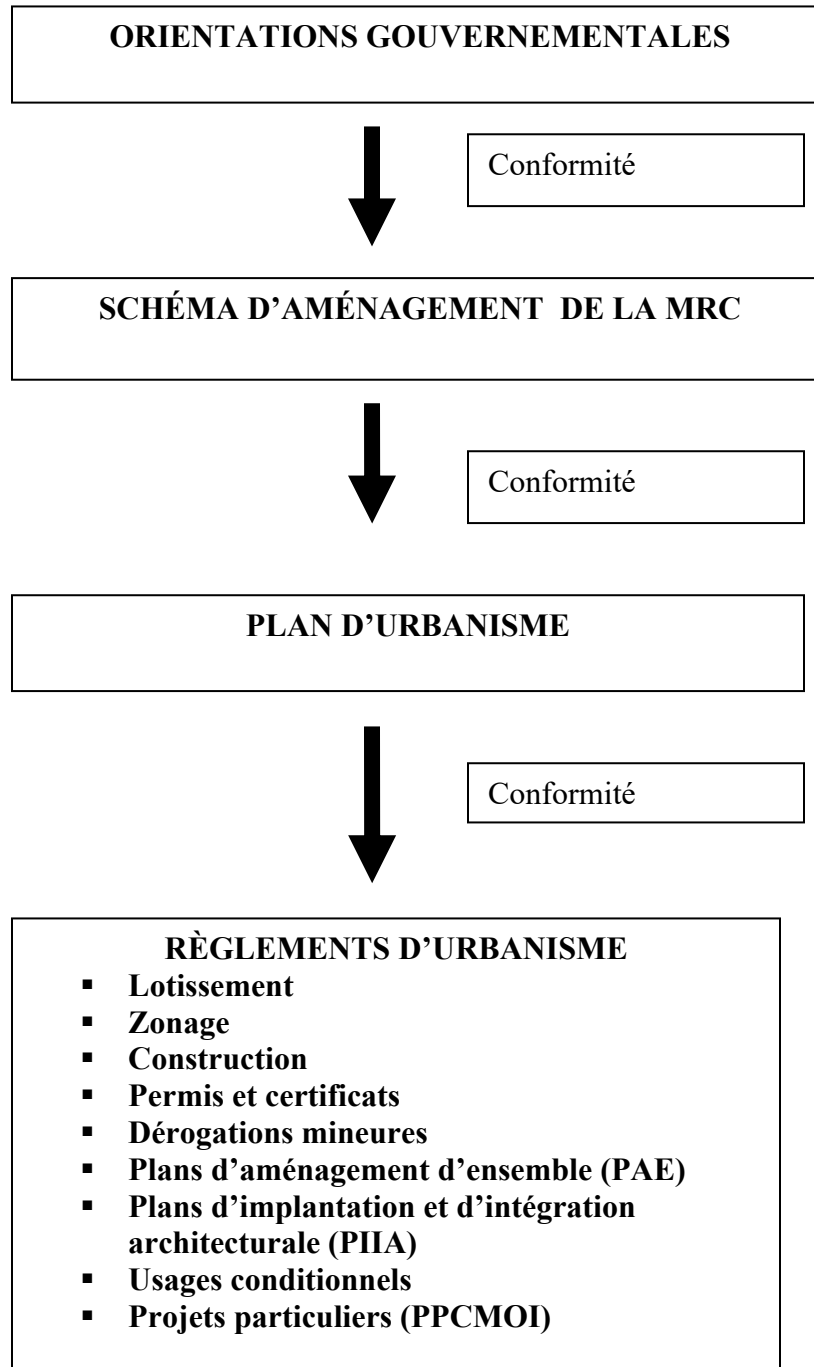 ORIENTATIONS GOUVERNEMENTALES
Conformité
SCHÉMA D’AMÉNAGEMENT DE LA MRC
Conformité
PLAN D’URBANISME
Conformité
RÈGLEMENTS D’URBANISME
▪ Lotissement
▪ Zonage
▪ Construction
▪ Permis et certificats
▪ Dérogations mineures
▪ Plans d’aménagement d’ensemble (PAE)
▪ Plans d’implantation et d’intégration
architecturale (PIIA)
▪ Usages conditionnels
▪ Projets particuliers (PPCMOI)